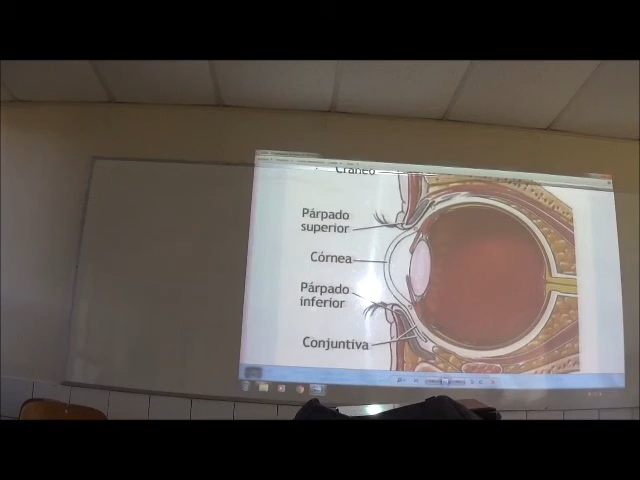 Cráneo
Párpado
superior
Córnea
Párpado
inferior
Conjuntiva